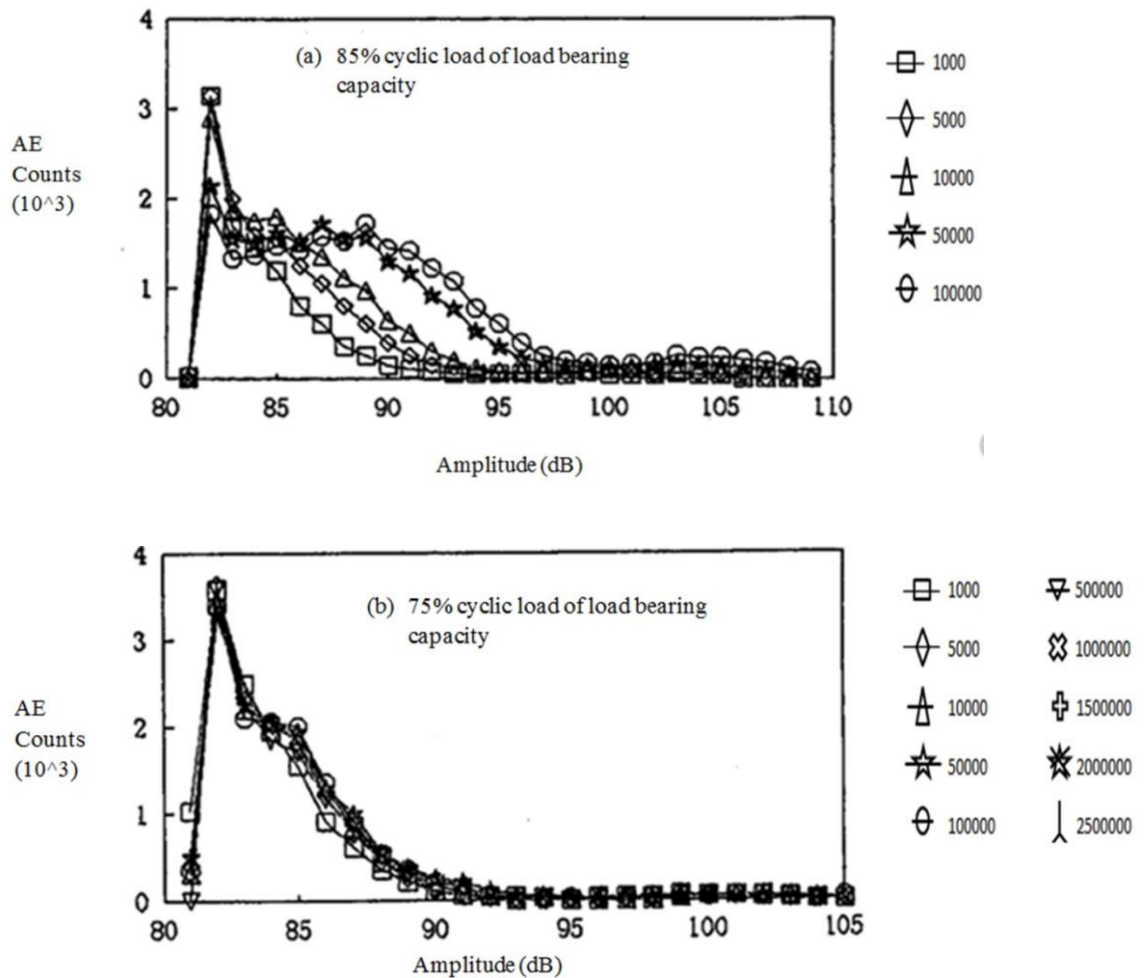 4
(a) 85% cyclic load of load bearing
capacity
3
AE
Counts
(10^3)
2
1
0
80 85 90 95 100 105 110
Amplitude (dB)
1000
5000
10000
50000
100000
4
(b) 75% cyclic load of load bearing
capacity
3
AE
Counts
(10^3)
2
1
0
80 85 90 95 100 105
Amplitude (dB)
1000 500000
5000 1000000
10000 1500000
50000 2000000
100000 2500000